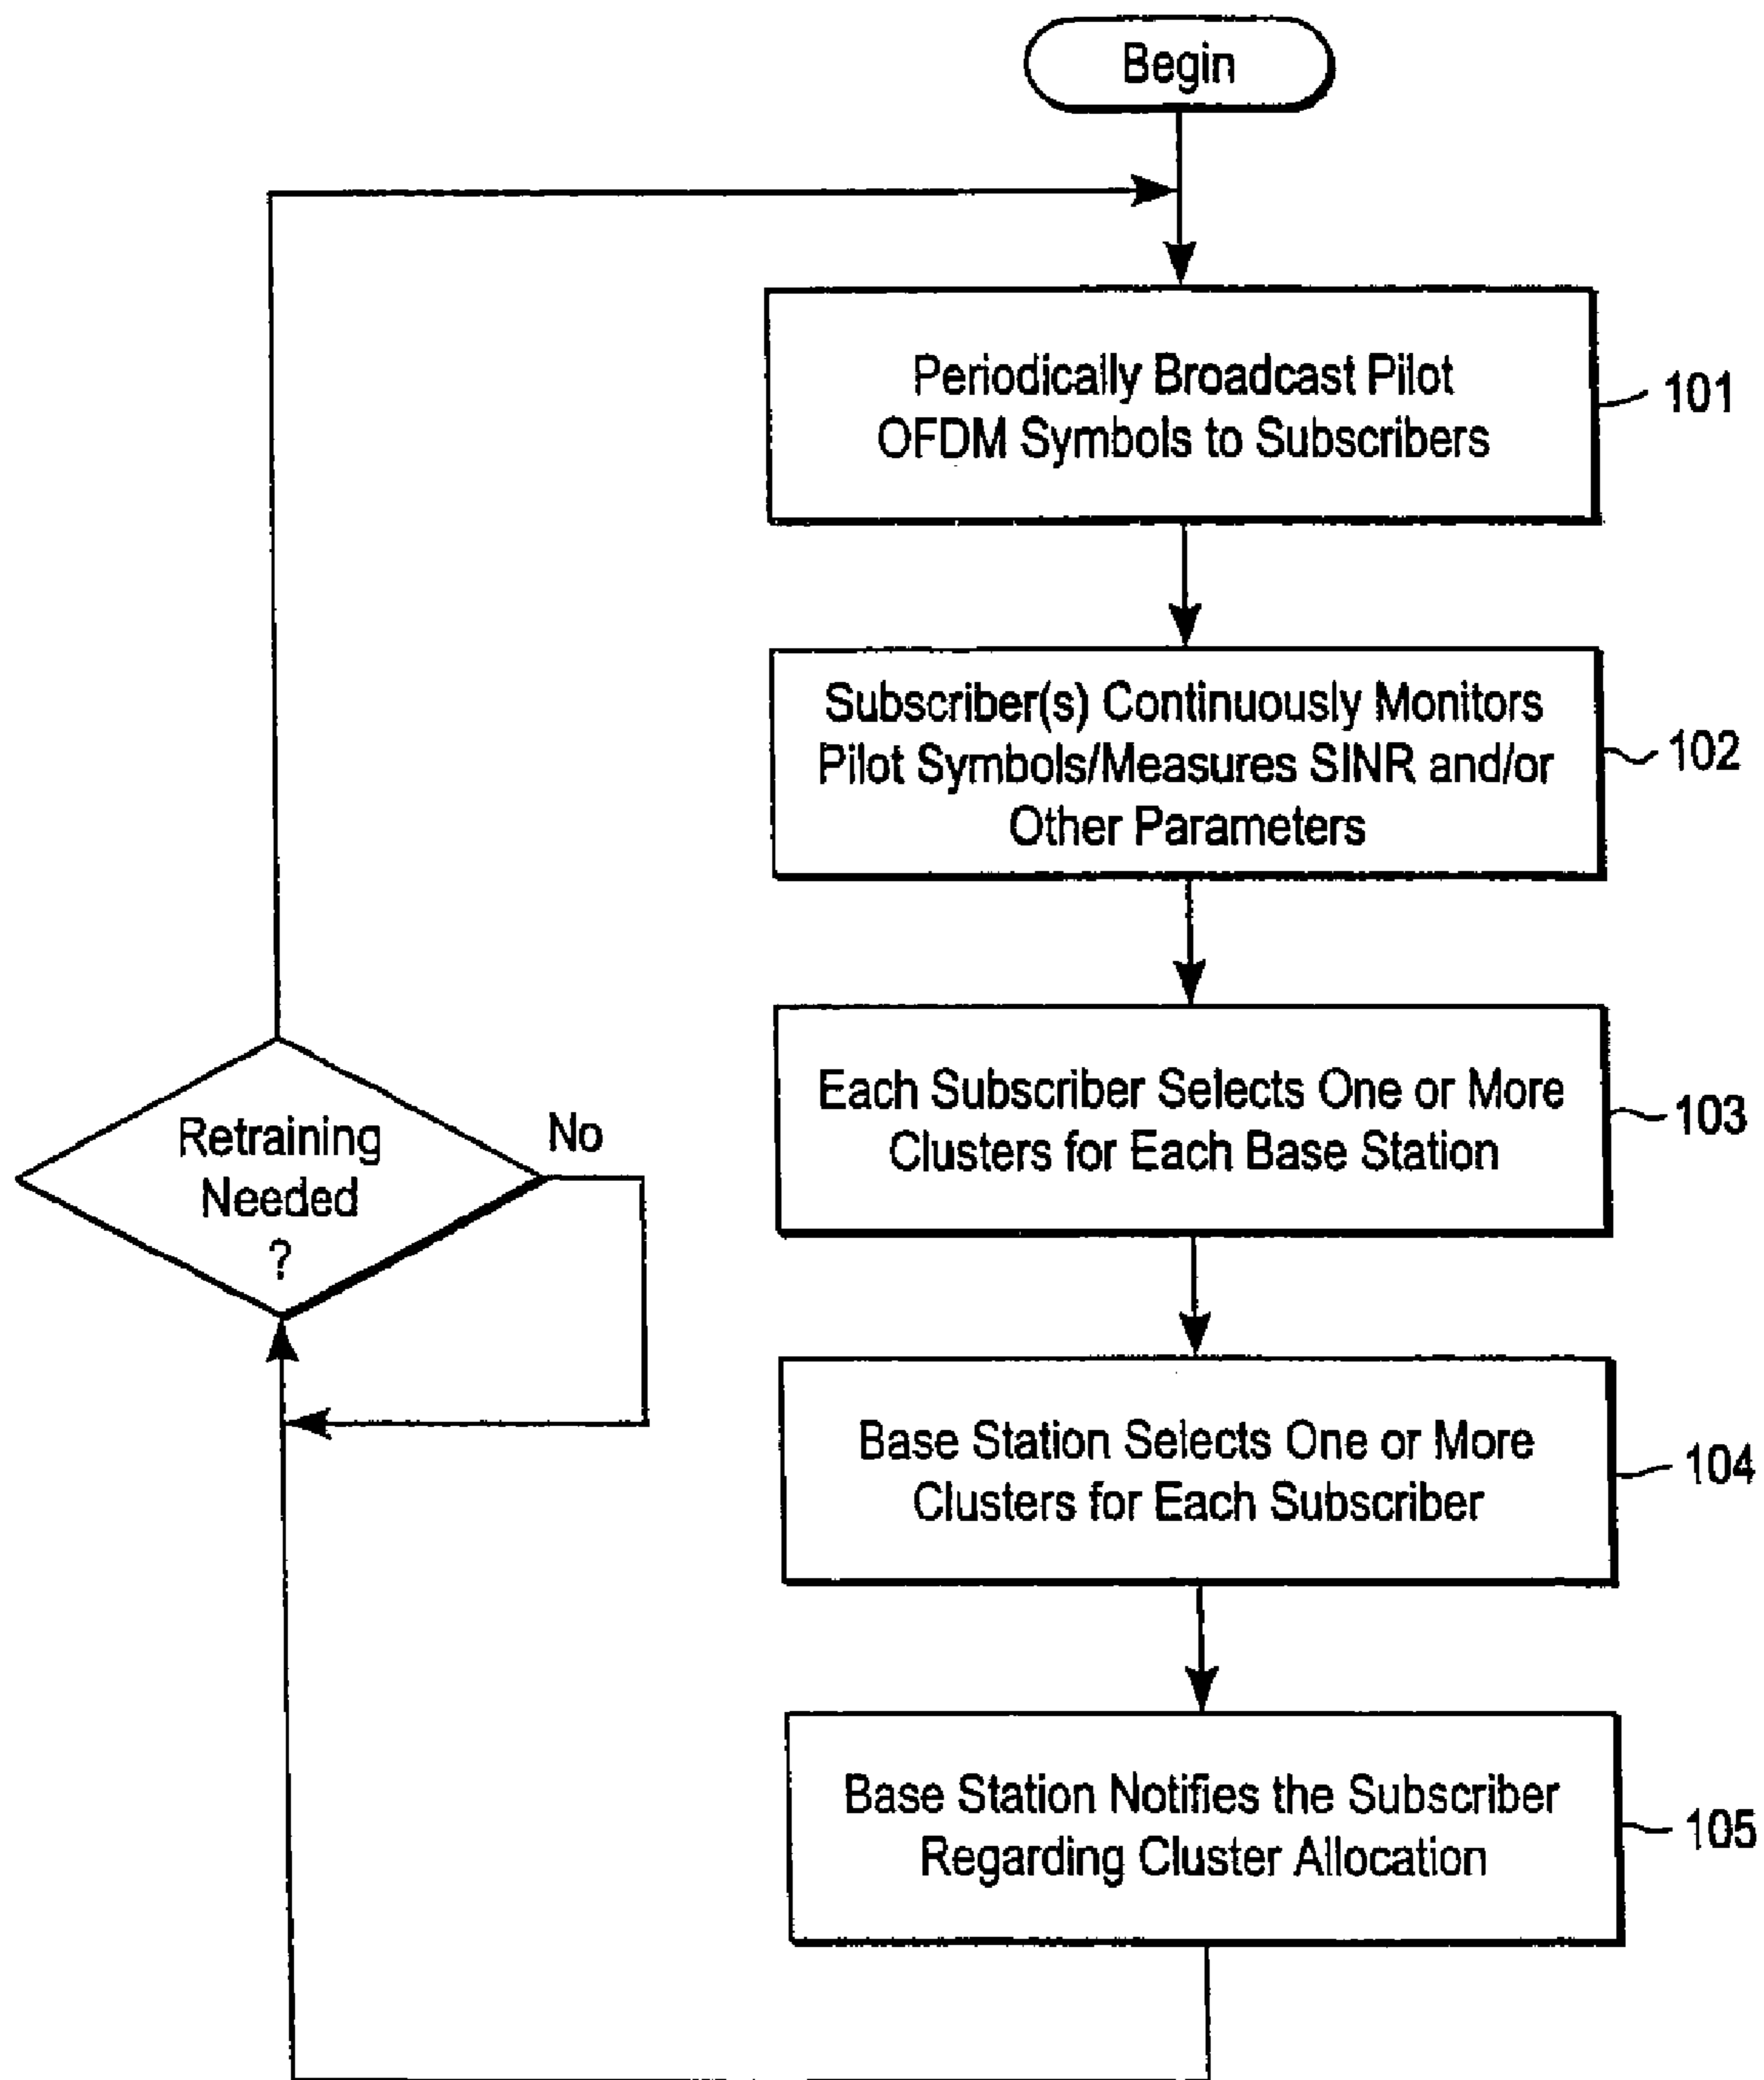 Begin
Periodically Broadcast Pilot
OFDM Symbols to Subscribers
101
Subscriber(s) Continuously Monitors
Pilot Symbols/Measures SINR and/or
Other Parameters
102
Each Subscriber Selects One or More
Clusters for Each Base Station
103
Retraining
Needed
?
No
Base Station Selects One or More
Clusters for Each Subscriber
104
Base Station Notifies the Subscriber
Regarding Cluster Allocation
105